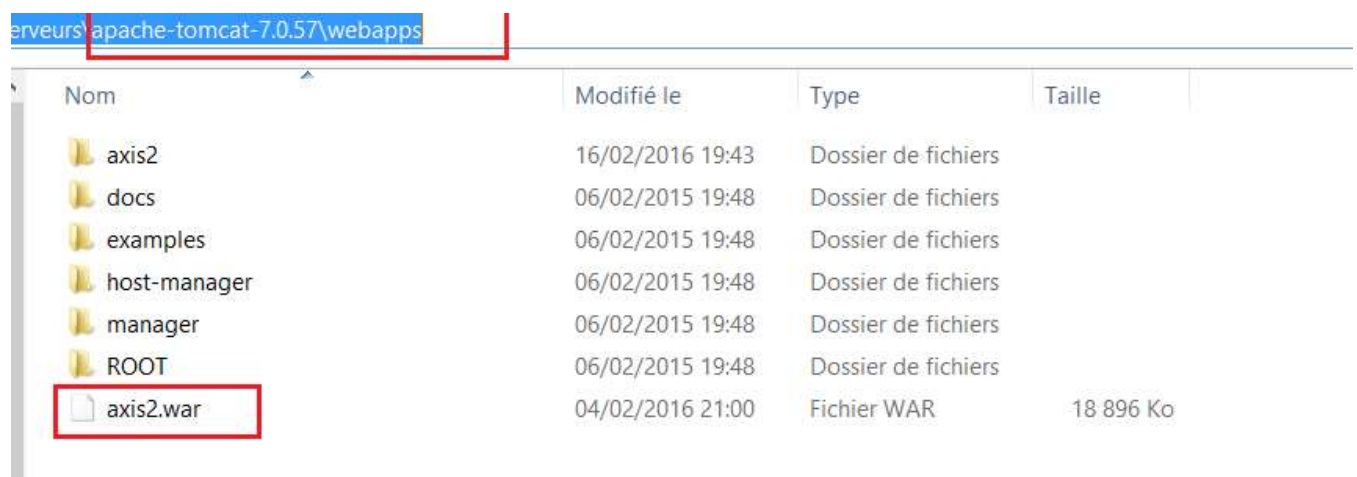 erveurs\apache-tomcat-7.0.57\webapps
Nom Modifié le Type Taille
axis2 16/02/2016 19:43 Dossier de fichiers
docs 06/02/2015 19:48 Dossier de fichiers
examples 06/02/2015 19:48 Dossier de fichiers
host-manager 06/02/2015 19:48 Dossier de fichiers
manager 06/02/2015 19:48 Dossier de fichiers
ROOT 06/02/2015 19:48 Dossier de fichiers
axis2.war 04/02/2016 21:00 Fichier WAR 18 896 Ko